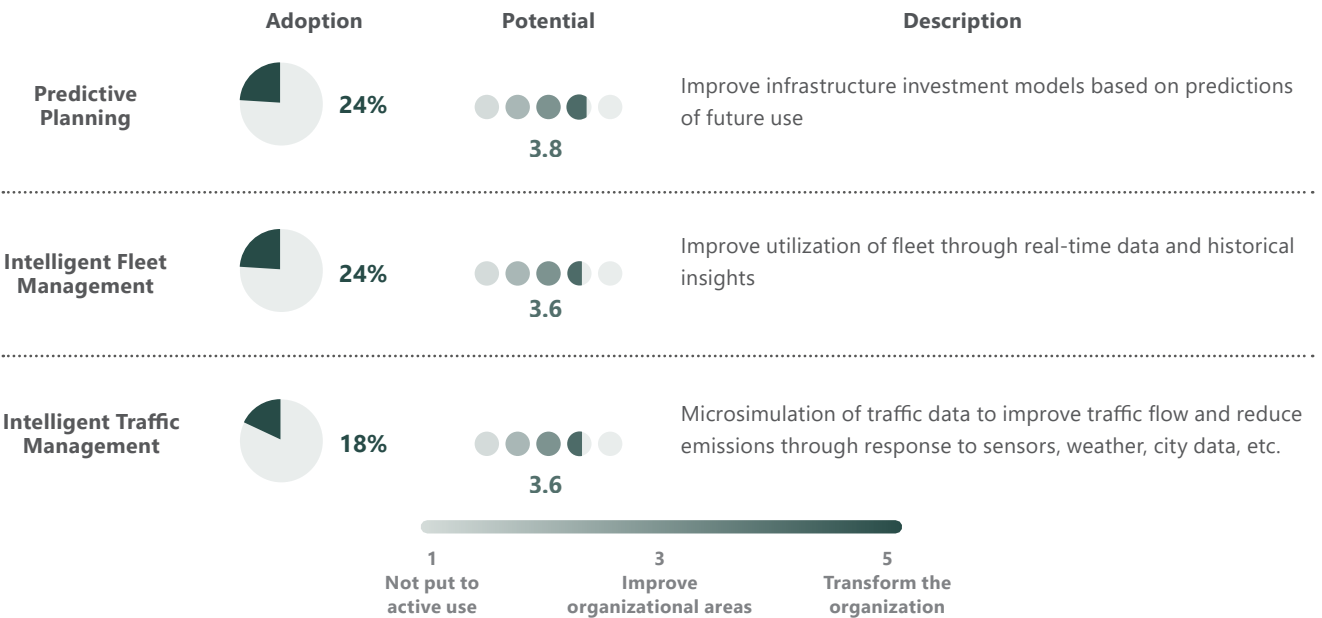 Adoption Potential Description
Predictive
Planning
24%
3.8
Improve infrastructure investment models based on predictions
of future use
Intelligent Fleet
Management
24%
3.6
Improve utilization of fleet through real-time data and historical
insights
Intelligent Traffic
Management
18%
3.6
Microsimulation of traffic data to improve traffic flow and reduce
emissions through response to sensors, weather, city data, etc.
1
Not put to
active use
3
Improve
organizational areas
5
Transform the
organization